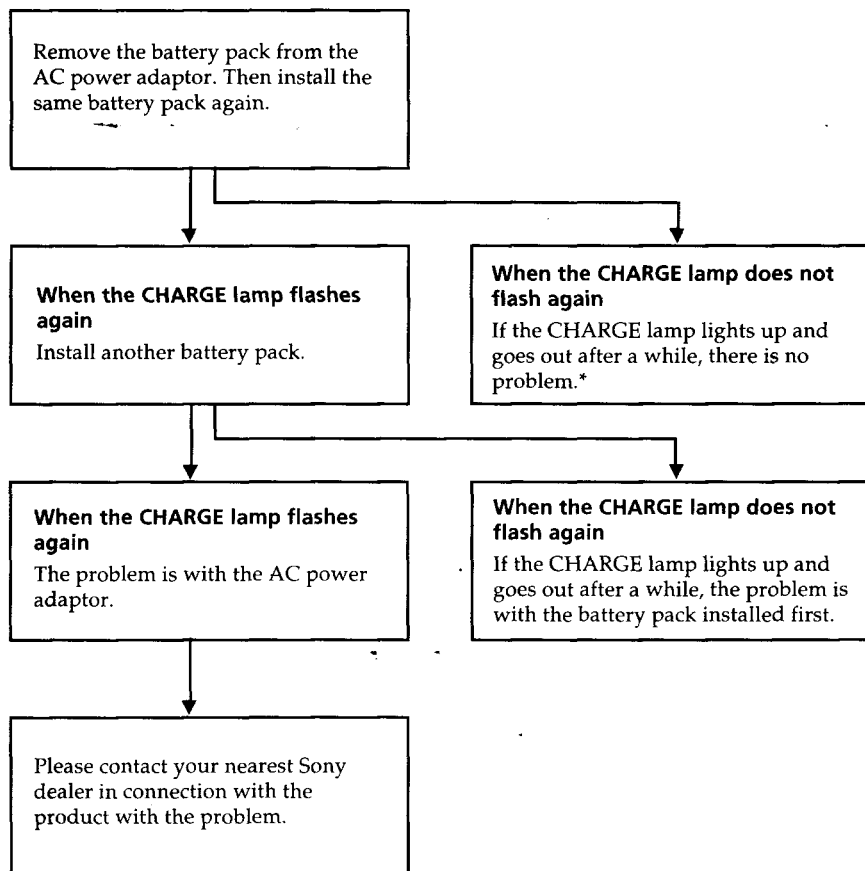 Remove the battery pack from the
AC power adaptor. Then install the
same battery pack again.
When the CHARGE lamp flashes
again
Install another battery pack.
When the CHARGE lamp does not
flash again
If the CHARGE lamp lights up and
goes out after a while, there is no
problem.*
When the CHARGE lamp flashes
again
The problem is with the AC power
adaptor.
When the CHARGE lamp does not
flash again
If the CHARGE lamp lights up and
goes out after a while, the problem is
with the battery pack installed first.
Please contact your nearest Sony
dealer in connection with the
product with the problem.